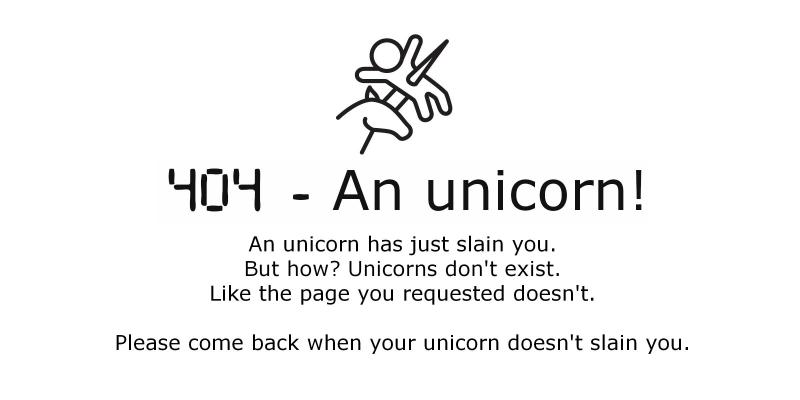 404 - An unicorn!
An unicorn has just slain you.
But how? Unicorns don't exist.
Like the page you requested doesn't.
Please come back when your unicorn doesn't slain you.